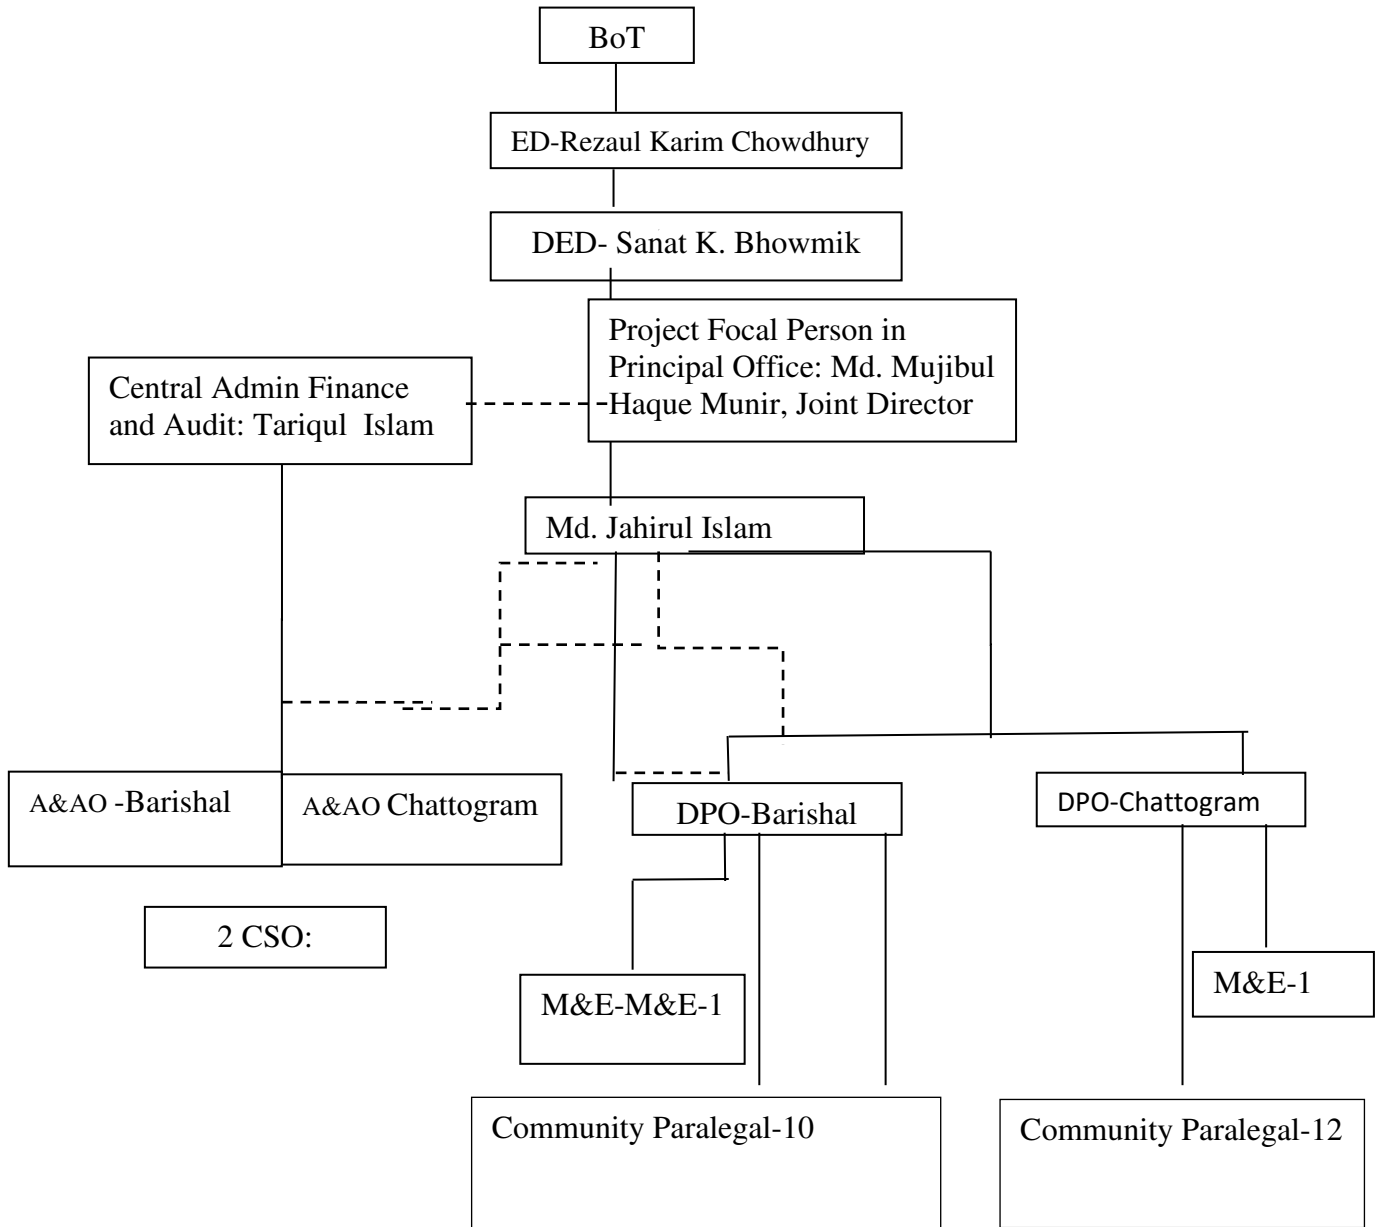 BoT
ED-Rezaul Karim Chowdhury
DED- Sanat K. Bhowmik
Project Focal Person in
Principal Office: Md. Mujibul
Haque Munir, Joint Director
Central Admin Finance
and Audit: Tariqul  Islam
Md. Jahirul Islam
A&AO -Barishal
A&AO Chattogram
DPO-Barishal
DPO-Chattogram
2 CSO:
M&E-M&E-1
M&E-1
Community Paralegal-10
Community Paralegal-12